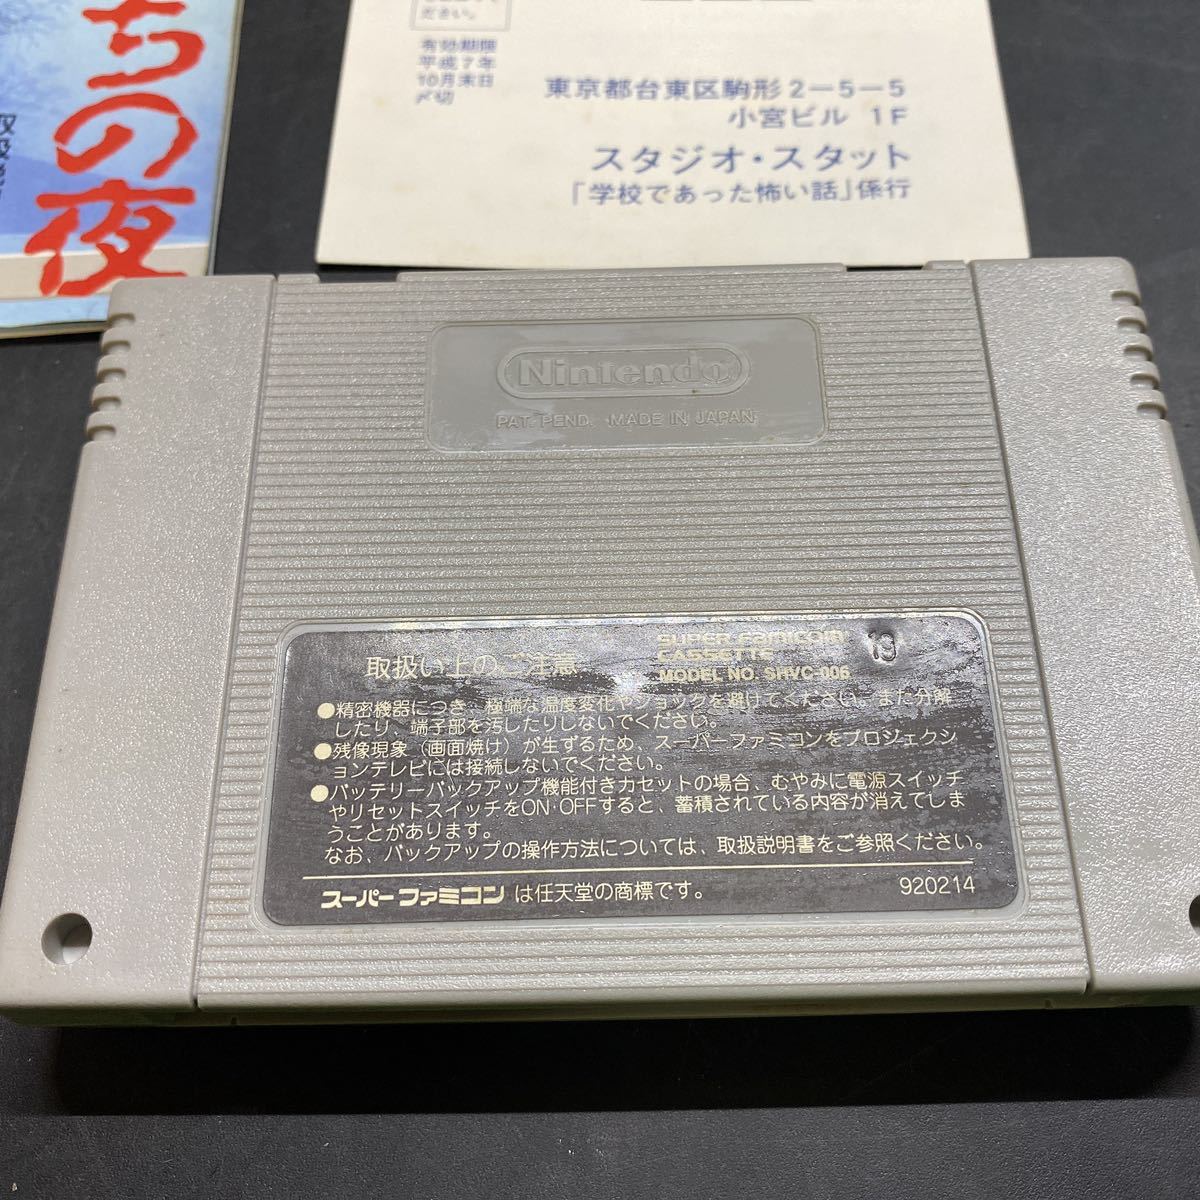 ちの夜
ださい。
有効期限
平成7年
10月末日
〆切
東京都台東区駒形2−5−5
小宮ビル 1F
スタジオ・スタット
「学校であった怖い話」係行
Nintendo
PAT. PEND. MADE IN JAPAN
取扱い上のご注意
SUPER FAMICOM
CASSETTE
MODEL NO. SHVC-006
13
●精密機器につき、極端な温度変化やショックを避けてください。また分解
したり、端子部を汚したりしないでください。
●残像現象(画面焼け)が生ずるため、スーパーファミコンをプロジェクシ
ョンテレビには接続しないでください。
●バッテリーバックアップ機能付きカセットの場合、むやみに電源スイッチ
やリセットスイッチをON・OFFすると、蓄積されている内容が消えてしま
うことがあります。
なお、バックアップの操作方法については、取扱説明書をご参照ください。
スーパーファミコンは任天堂の商標です。
920214